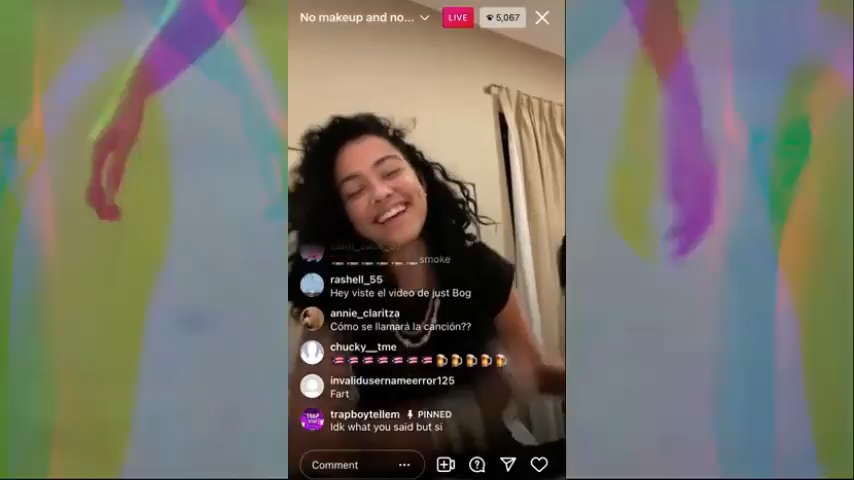 No makeup and no...
LIVE
5,067
smoke
rashell_55
Hey viste el video de just Bog
annie_claritza
Cómo se llamará la canción??
chucky__tme
invalidusernameerror125
Fart
trapboytellem PINNED
Idk what you said but si
Comment